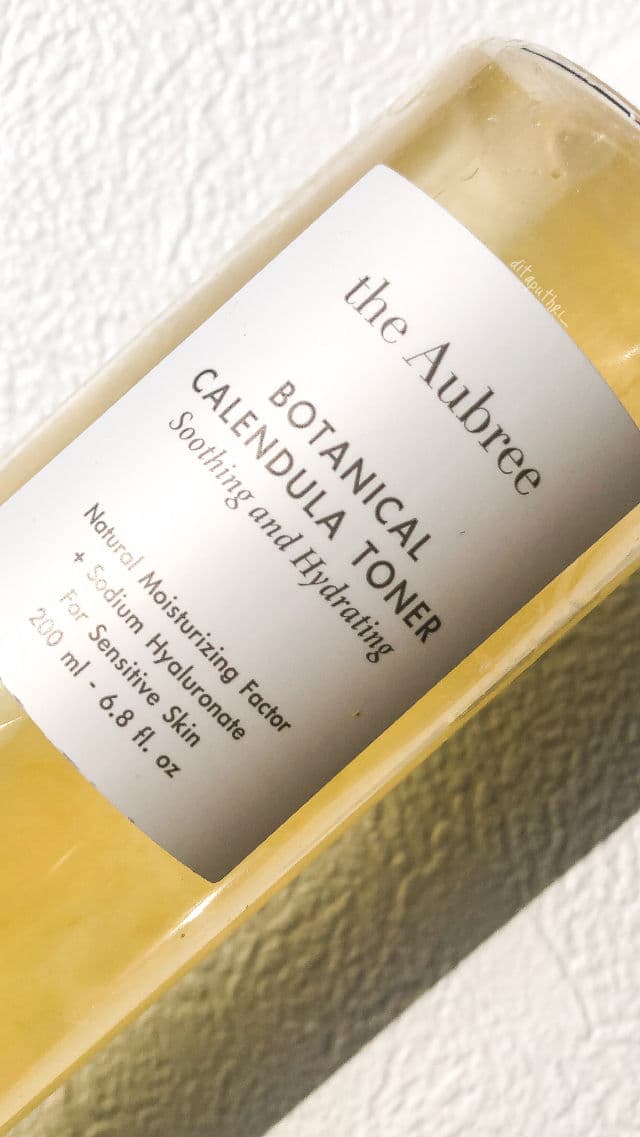 the Aubree
BOTANICAL
CALENDULA TONER
Soothing and Hydrating
Natural Moisturizing Factor
+ Sodium Hyaluronate
For Sensitive Skin
200 ml - 6.8 fl. oz
ditaputhri_